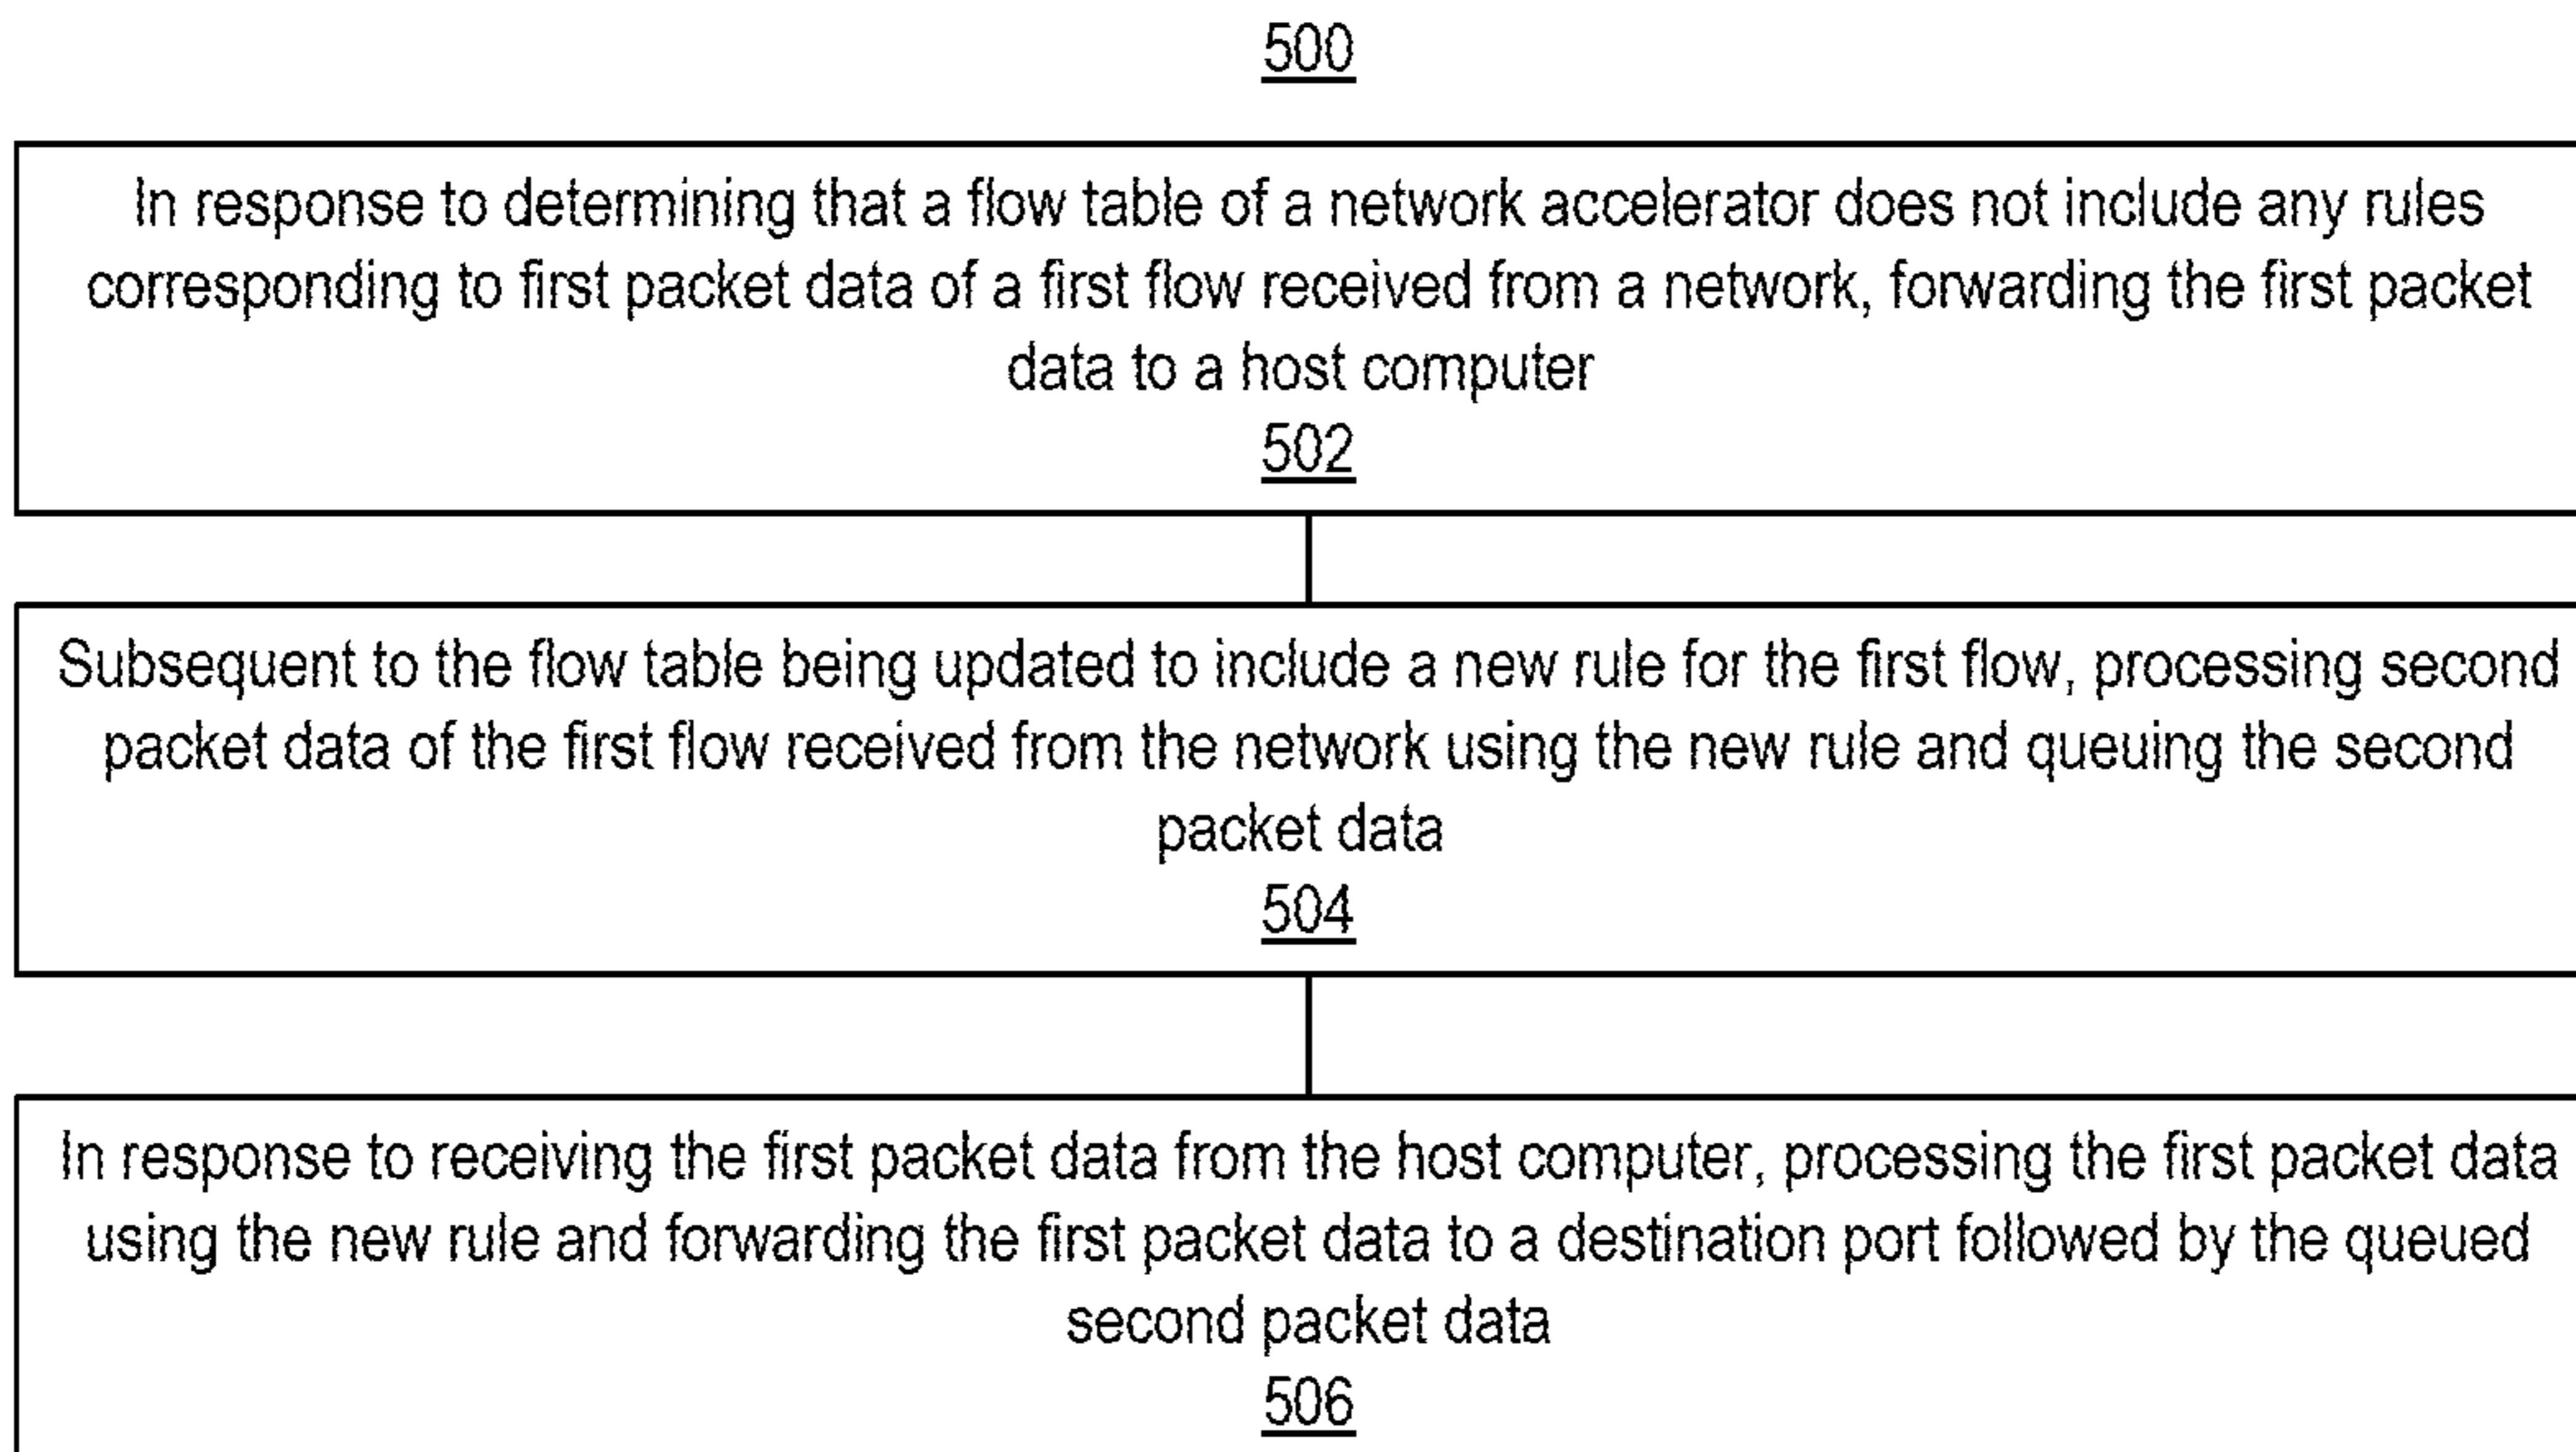 500
In response to determining that a flow table of a network accelerator does not include any rules
corresponding to first packet data of a first flow received from a network, forwarding the first packet
data to a host computer
502
Subsequent to the flow table being updated to include a new rule for the first flow, processing second
packet data of the first flow received from the network using the new rule and queuing the second
packet data
504
In response to receiving the first packet data from the host computer, processing the first packet data
using the new rule and forwarding the first packet data to a destination port followed by the queued
second packet data
506